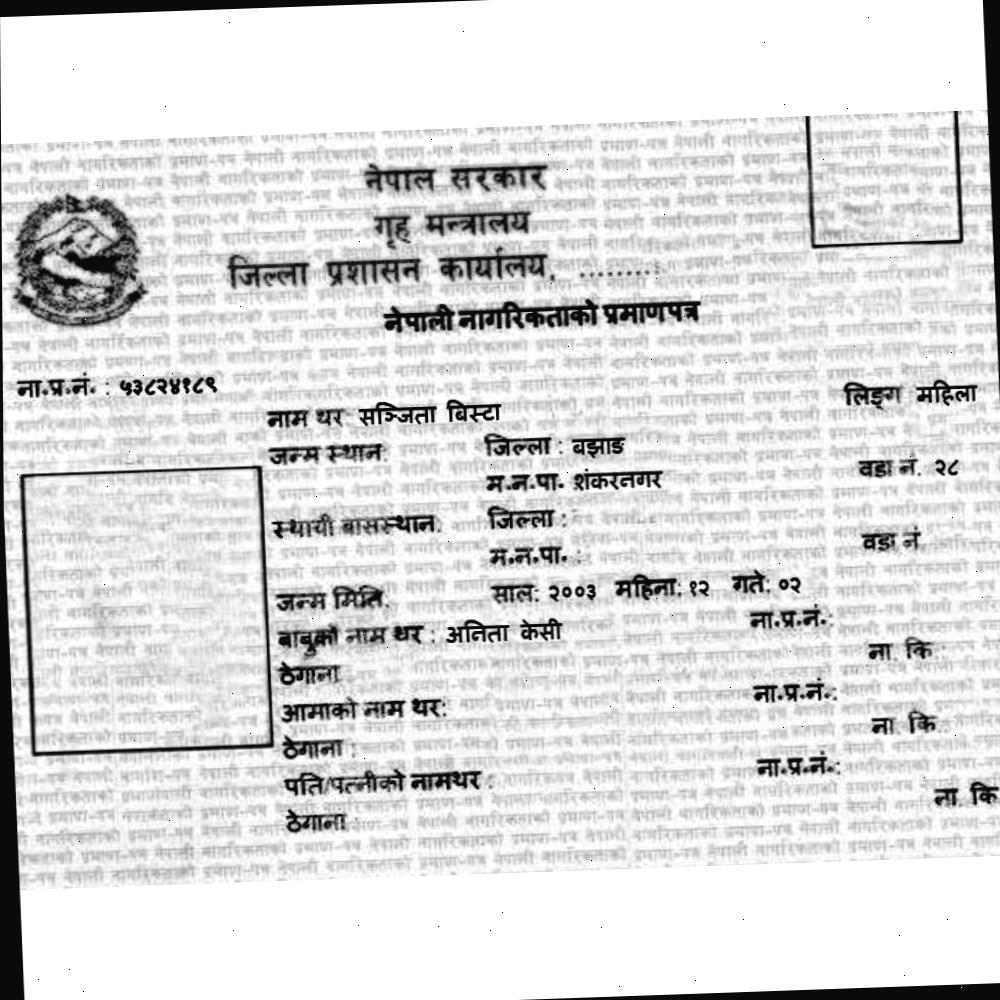 नेपाल सरकार
गृह मन्त्रालय
जिल्ला प्रशासन कार्यालय, .........
नेपाली नागरिकताको प्रमाणपत्र
ना.प्र.नं. : ५३८२४१८९
लिङ्ग महिला
नाम थर सञ्जिता बिस्टा
जन्म स्थान: जिल्ला : बझाङ
म.न.पा. शंकरनगर वडा नं. २८
स्थायी बासस्थान: जिल्ला :
म.न.पा. : वडा नं
जन्म मिति: साल: २००३ महिना: १२ गते: ०२
बाबुको नाम थर : अनिता केसी ना.प्र.नं.:
ठेगाना ना कि
आमाको नाम थर: ना.प्र.नं.:
ठेगाना : ना कि
पति/पत्नीको नामथर : ना.प्र.नं.:
ठेगाना ना कि